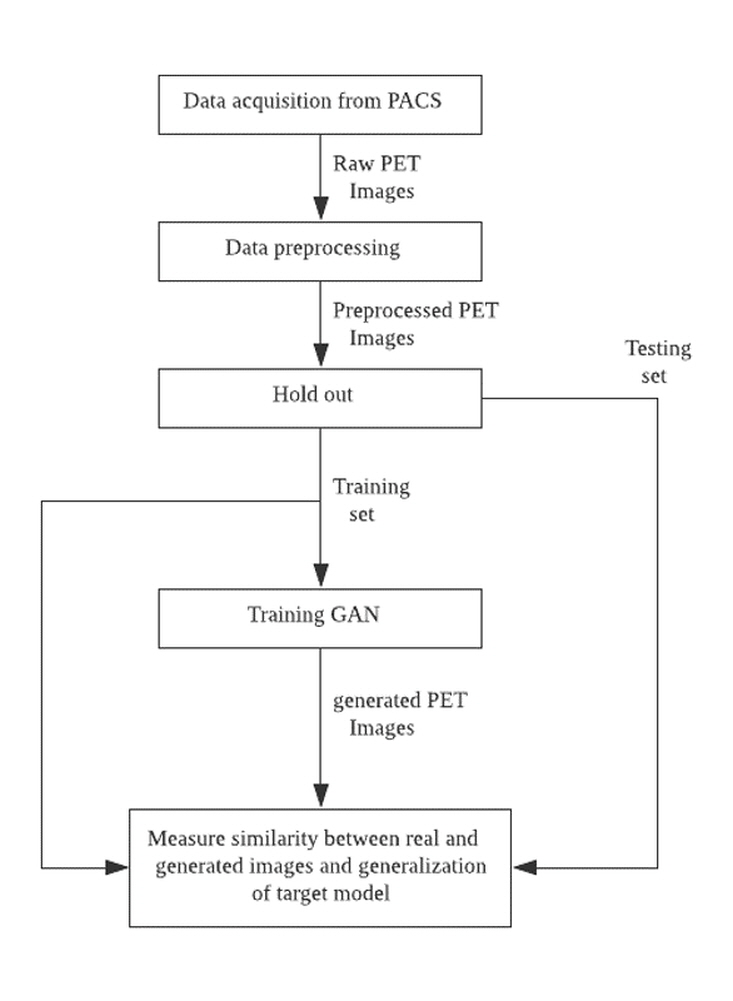 Data acquisition from PACS
Raw PET
Images
Data preprocessing
Preprocessed PET
Images
Testing
set
Hold out
Training
set
Training GAN
generated PET
Images
Measure similarity between real and
generated images and generalization
of target model